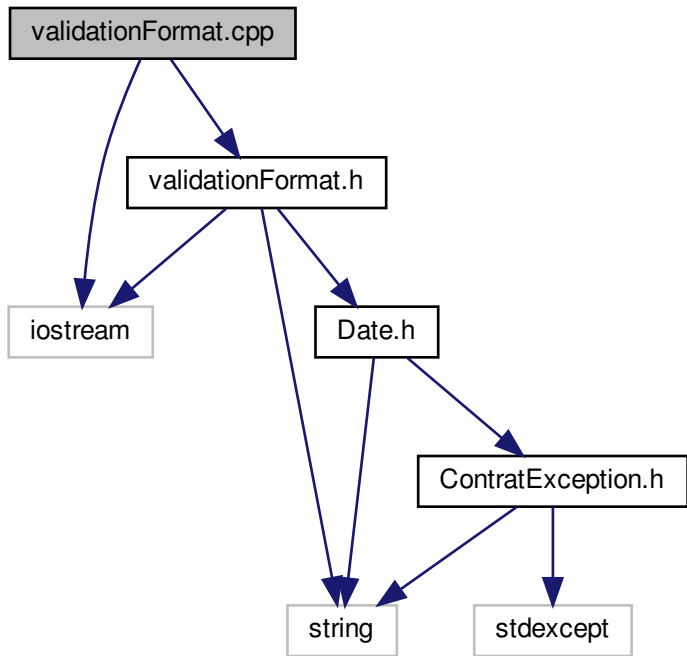 validationFormat.cpp
validationFormat.h
iostream
Date.h
ContratException.h
string
stdexcept